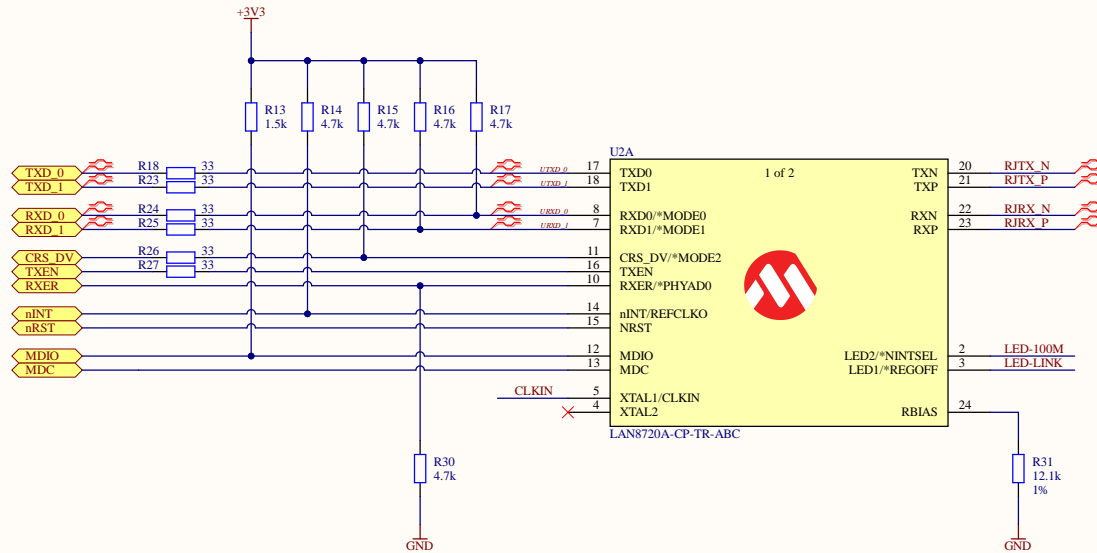 +3V3
R13
1.5k
R14
4.7k
R15
4.7k
R16
4.7k
R17
4.7k
U2A
1 of 2
TXD_0 R18 33 UTXD_0 17 TXD0
TXD_1 R23 33 UTXD_1 18 TXD1
RXD_0 R24 33 URXD_0 8 RXD0/*MODE0
RXD_1 R25 33 URXD_1 7 RXD1/*MODE1
CRS_DV R26 33 11 CRS_DV/*MODE2
TXEN R27 33 16 TXEN
RXER 10 RXER/*PHYAD0
nINT 14 nINT/REFCLKO
nRST 15 NRST
MDIO 12 MDIO
MDC 13 MDC
CLKIN 5 XTAL1/CLKIN
4 XTAL2
TXN 20 RJTX_N
TXP 21 RJTX_P
RXN 22 RJRX_N
RXP 23 RJRX_P
LED2/*NINTSEL 2 LED-100M
LED1/*REGOFF 3 LED-LINK
RBIAS 24
LAN8720A-CP-TR-ABC
R30
4.7k
GND
R31
12.1k
1%
GND